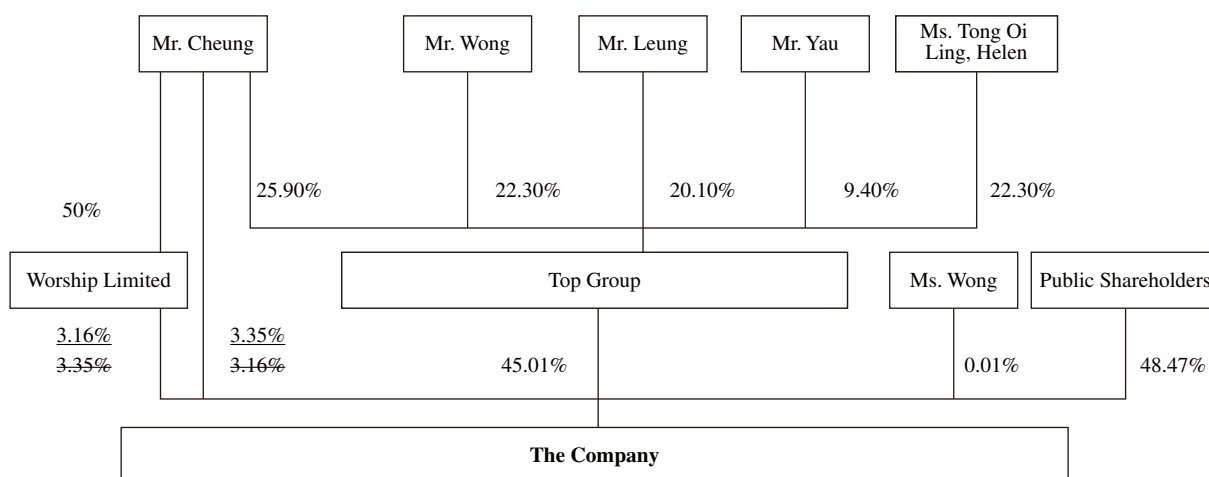 Mr. Cheung
Mr. Wong
Mr. Leung
Mr. Yau
Ms. Tong Oi
Ling, Helen
50%
25.90%
22.30%
20.10%
9.40%
22.30%
Worship Limited
Top Group
Ms. Wong
Public Shareholders
3.16%
3.35%
3.35%
3.16%
45.01%
0.01%
48.47%
The Company